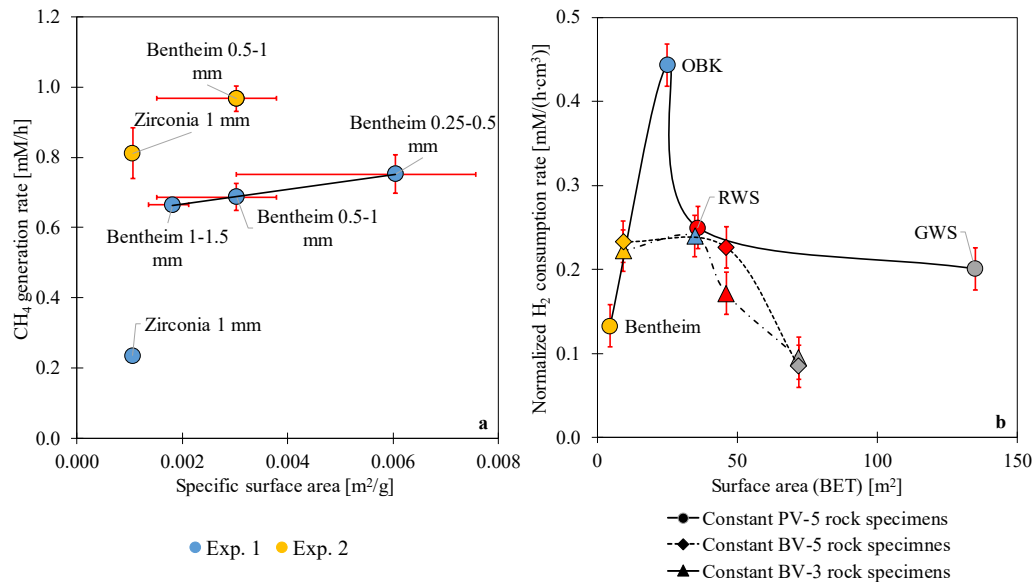 CH₄ generation rate [mM/h]
1.2
1.0
0.8
0.6
0.4
0.2
0.0
0.000
0.002
0.004
0.006
0.008
Specific surface area [m²/g]
Bentheim 0.5-1
mm
Zirconia 1 mm
Bentheim 0.25-0.5
mm
Bentheim 1-1.5
mm
Bentheim 0.5-1
mm
Zirconia 1 mm
a
Exp. 1
Exp. 2
Normalized H₂ consumption rate [mM/(h·cm³)]
0.5
0.4
0.3
0.2
0.1
0.0
0
50
100
150
Surface area (BET) [m²]
OBK
RWS
GWS
Bentheim
b
Constant PV-5 rock specimens
Constant BV-5 rock specimnes
Constant BV-3 rock specimens